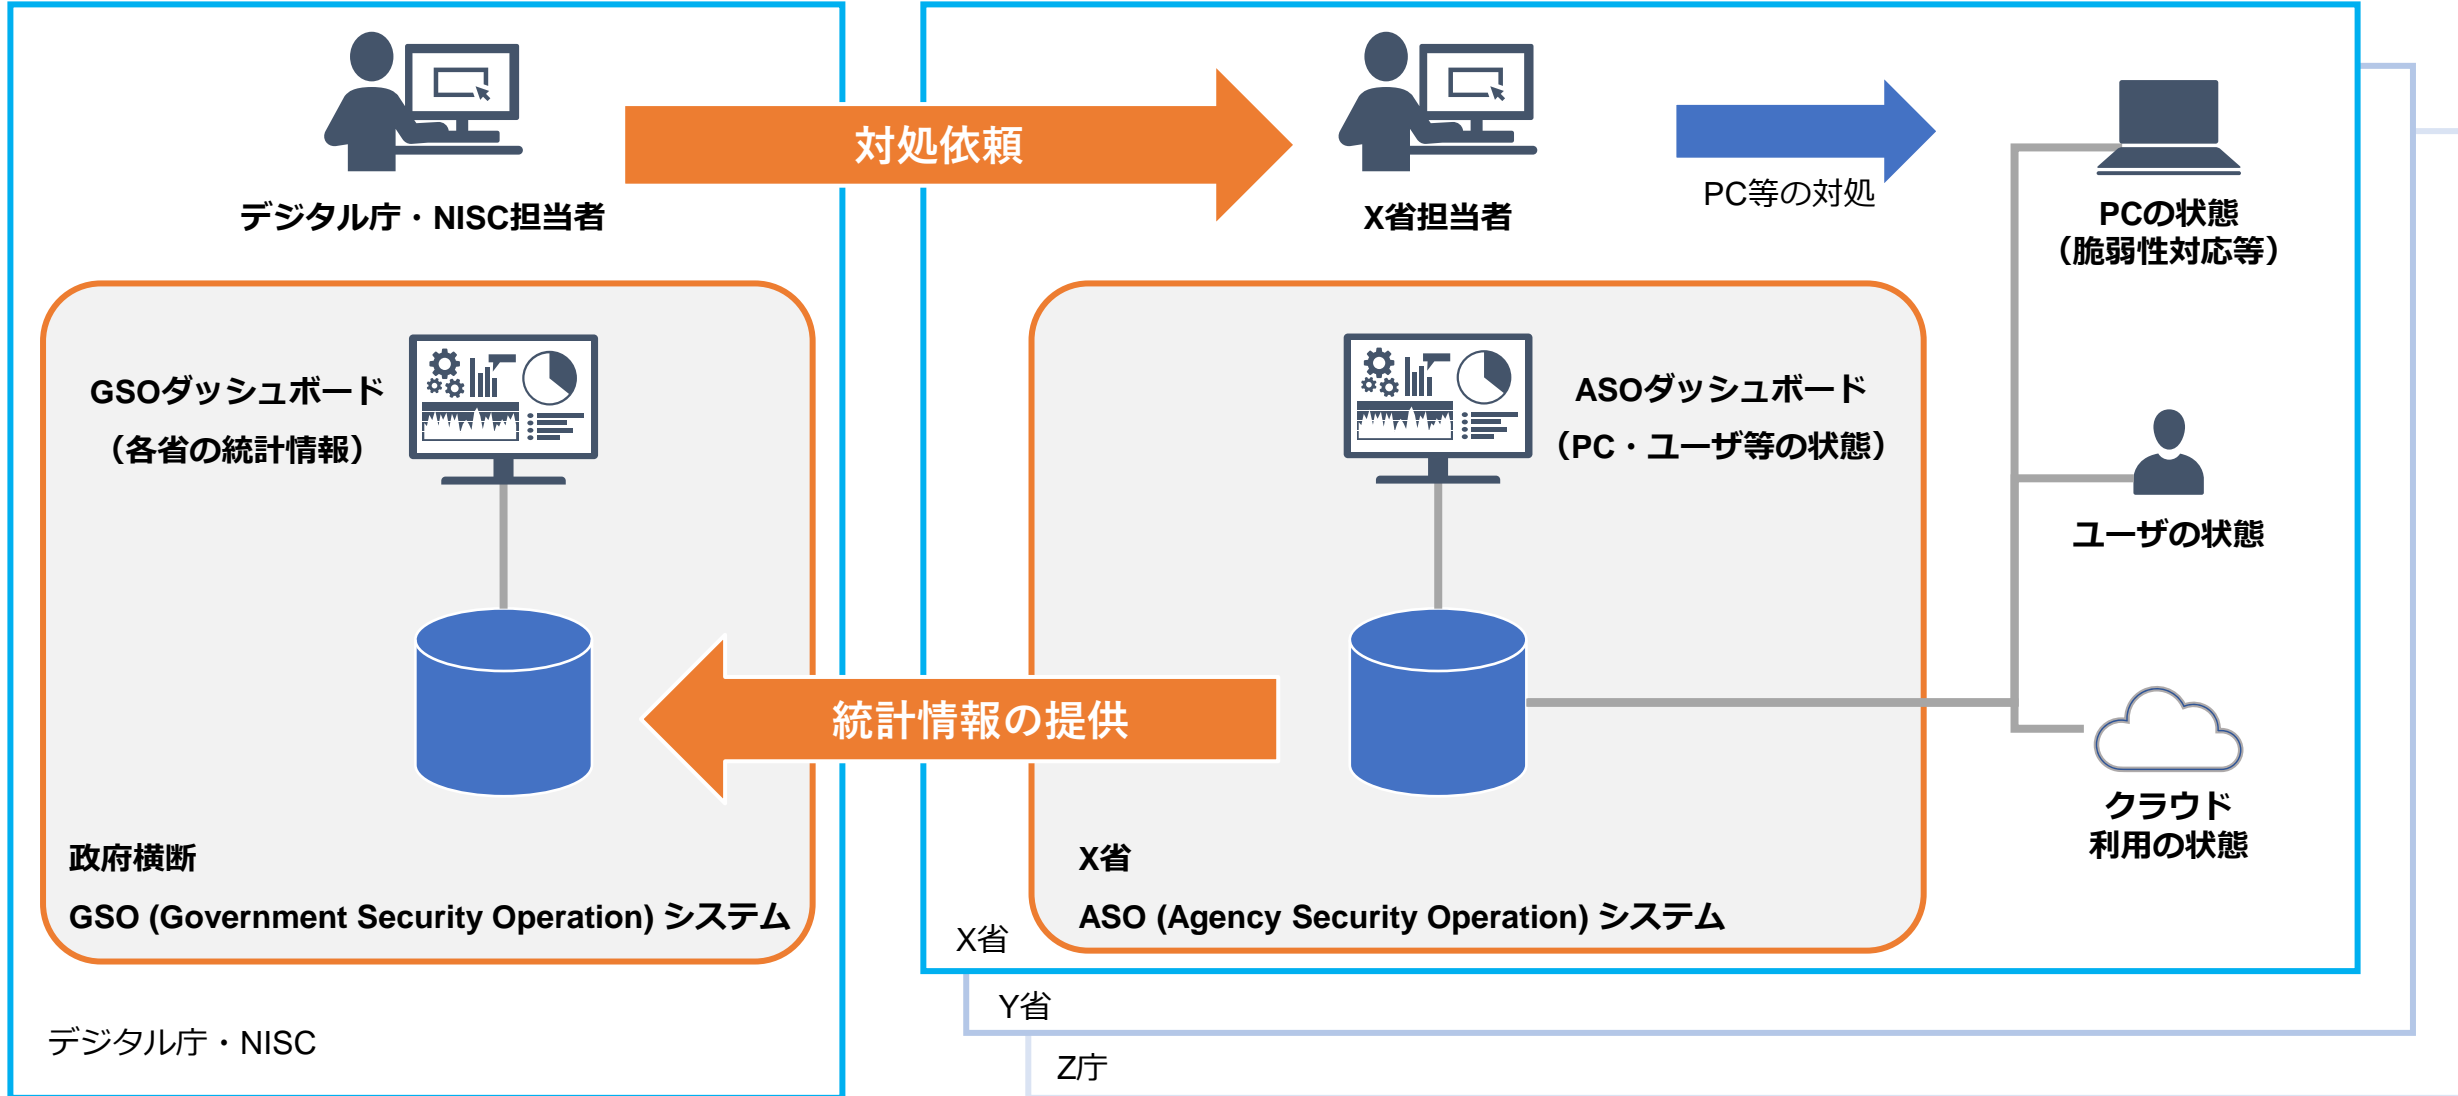 デジタル庁・NISC担当者
対処依頼
X省担当者
PC等の対処
PCの状態
（脆弱性対応等）
GSOダッシュボード
（各省の統計情報）
ASOダッシュボード
（PC・ユーザ等の状態）
ユーザの状態
統計情報の提供
クラウド
利用の状態
政府横断
GSO (Government Security Operation) システム
X省
ASO (Agency Security Operation) システム
X省
Y省
デジタル庁・NISC
Z庁